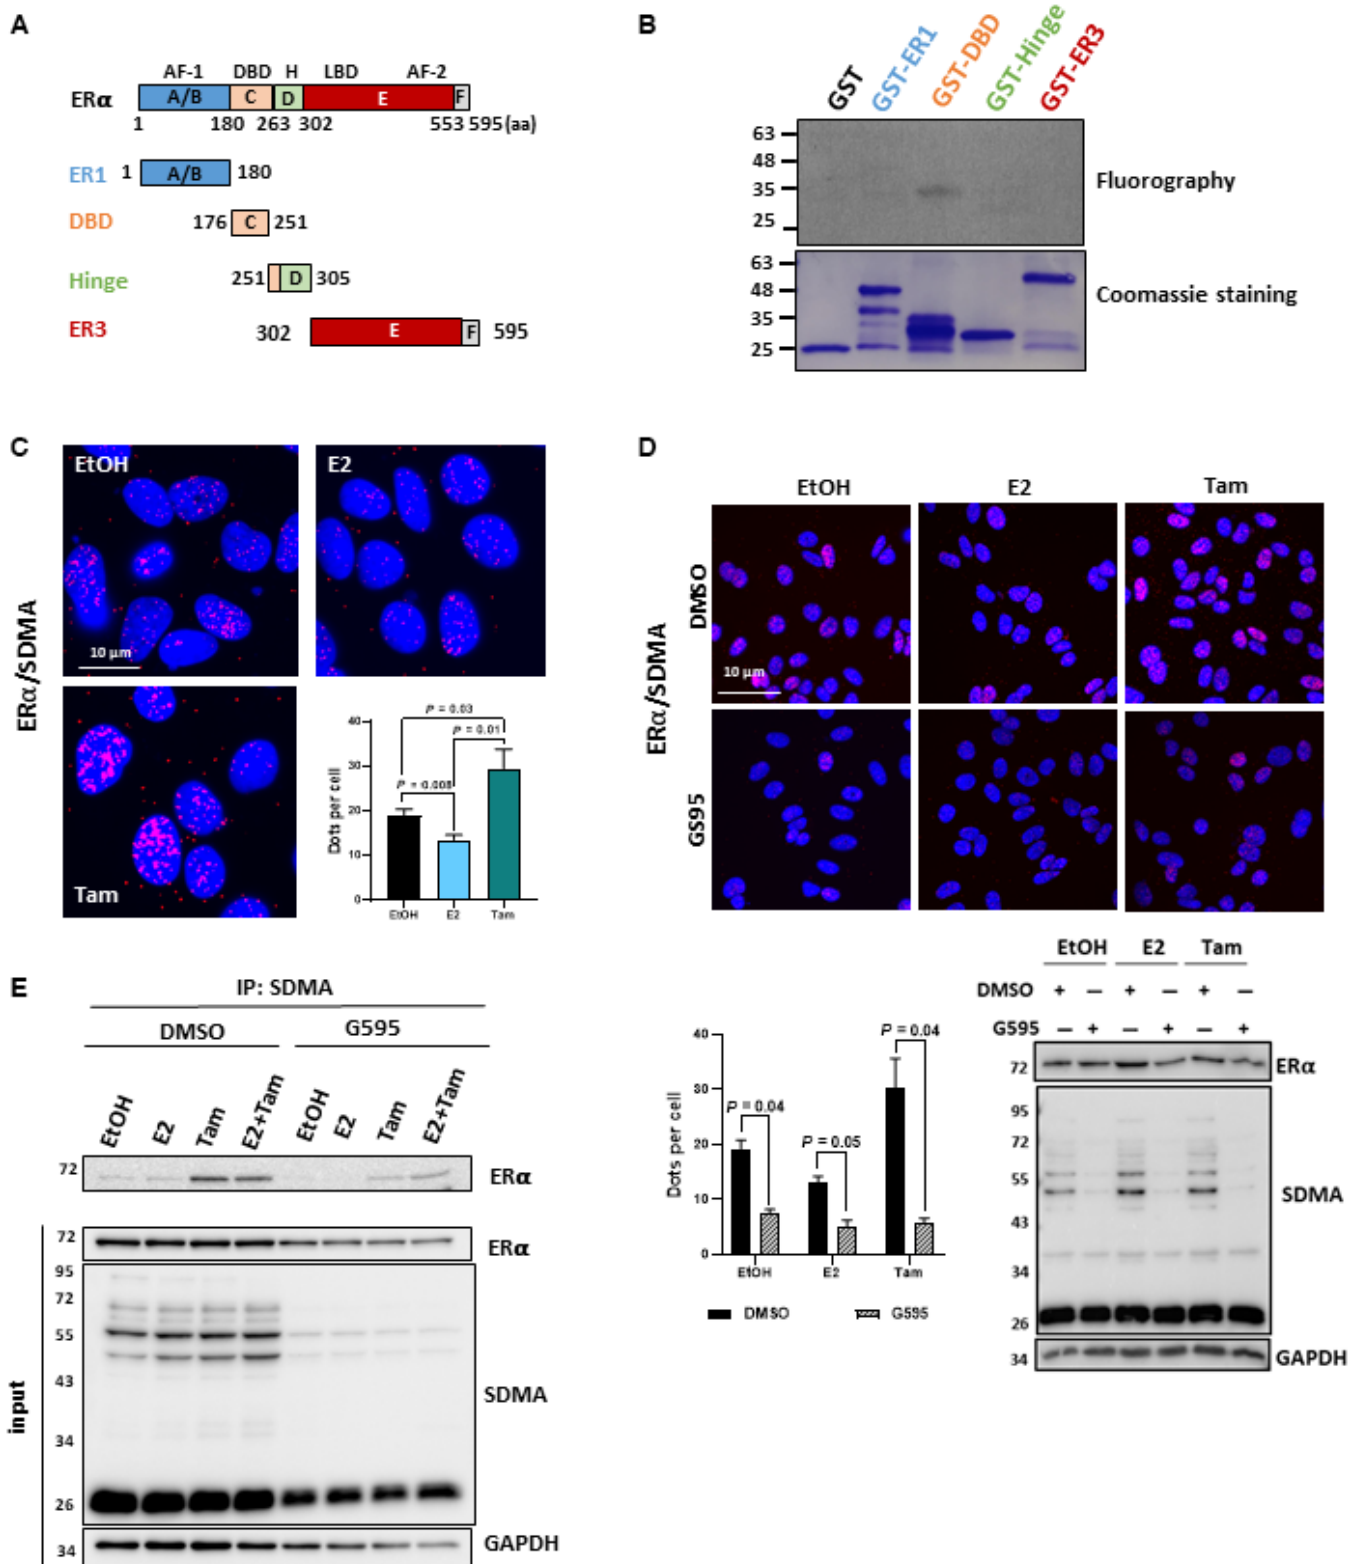 A
AF-1 DBD H LBD AF-2
ERα A/B C D E F
1 180 263 302 553 595(aa)
ER1 1 A/B 180
DBD 176 C 251
Hinge 251 D 305
ER3 302 E F 595
B
GST GST-ER1 GST-DBD GST-Hinge GST-ER3
63
48
35
25
Fluorography
63
48
35
25
Coomassie staining
C
ERα/SDMA
EtOH
10 µm
E2
Tam
P = 0.03
P = 0.01
P = 0.008
Dots per cell
40
30
20
10
0
EtOH E2 Tam
D
ERα/SDMA
EtOH E2 Tam
DMSO
10 µm
GS95
40
30
20
10
0
Dots per cell
P = 0.04
P = 0.05
P = 0.04
EtOH E2 Tam
DMSO G595
EtOH E2 Tam
DMSO + − + − + −
G595 − + − + − +
72 ERα
95
72
55
43
34
26
SDMA
34 GAPDH
E
IP: SDMA
DMSO G595
EtOH E2 Tam E2+Tam EtOH E2 Tam E2+Tam
72 ERα
input
72 ERα
95
72
55
43
34
26
SDMA
34 GAPDH